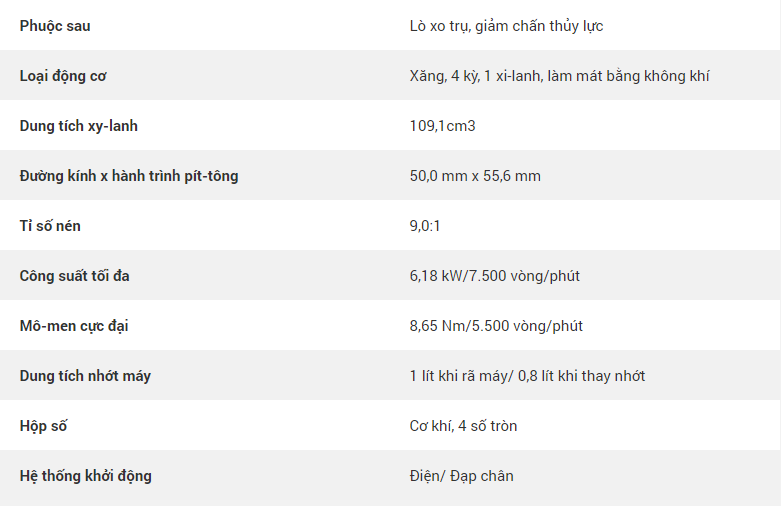 Phuộc sau Lò xo trụ, giảm chấn thủy lực
Loại động cơ Xăng, 4 kỳ, 1 xi-lanh, làm mát bằng không khí
Dung tích xy-lanh 109,1cm3
Đường kính x hành trình pít-tông 50,0 mm x 55,6 mm
Tỉ số nén 9,0:1
Công suất tối đa 6,18 kW/7.500 vòng/phút
Mô-men cực đại 8,65 Nm/5.500 vòng/phút
Dung tích nhớt máy 1 lít khi rã máy/ 0,8 lít khi thay nhớt
Hộp số Cơ khí, 4 số tròn
Hệ thống khởi động Điện/ Đạp chân